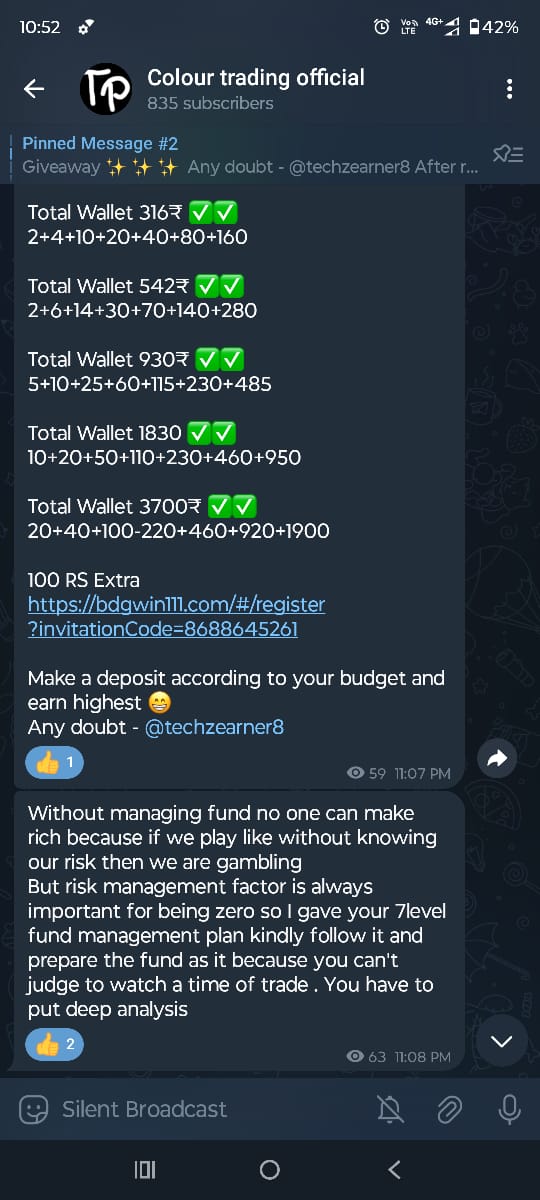 10:52
Vo)) LTE 4G+ 42%
Colour trading official
835 subscribers
Pinned Message #2
Giveaway ✨ ✨ ✨ Any doubt - @techzearner8 After r...
Total Wallet 316₹ ✅✅
2+4+10+20+40+80+160
Total Wallet 542₹ ✅✅
2+6+14+30+70+140+280
Total Wallet 930₹ ✅✅
5+10+25+60+115+230+485
Total Wallet 1830 ✅✅
10+20+50+110+230+460+950
Total Wallet 3700₹ ✅✅
20+40+100-220+460+920+1900
100 RS Extra
https://bdgwin111.com/#/register
?invitationCode=8688645261
Make a deposit according to your budget and
earn highest 😁
Any doubt - @techzearner8
👍 1
59 11:07 PM
Without managing fund no one can make
rich because if we play like without knowing
our risk then we are gambling
But risk management factor is always
important for being zero so I gave your 7level
fund management plan kindly follow it and
prepare the fund as it because you can't
judge to watch a time of trade . You have to
put deep analysis
👍 2
63 11:08 PM
Silent Broadcast